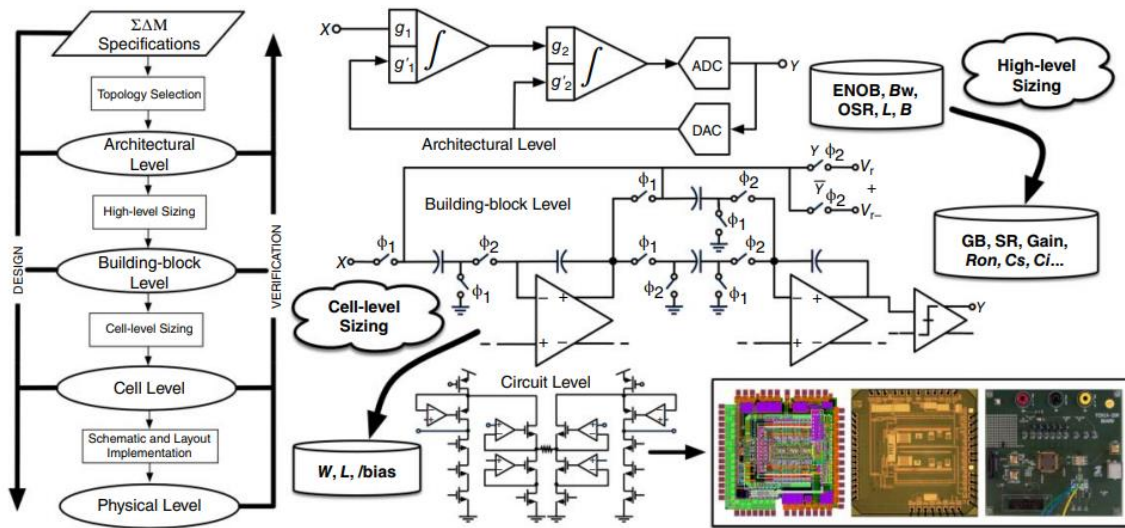 ΣΔM
Specifications
Topology Selection
Architectural
Level
High-level Sizing
Building-block
Level
Cell-level Sizing
Cell Level
Schematic and Layout
Implementation
Physical Level
DESIGN
VERIFICATION
X
g1
g'1
∫
g2
g'2
∫
ADC
Y
DAC
Architectural Level
ENOB, Bw,
OSR, L, B
High-level
Sizing
GB, SR, Gain,
Ron, Cs, Ci...
Building-block Level
Y ϕ2 Vr
+
Y̅ ϕ2 Vr−
ϕ1 ϕ2
ϕ1
X ϕ1 ϕ2
ϕ1
ϕ1 ϕ2
ϕ2 ϕ1
− +
+ −
− +
+ −
Y
Cell-level
Sizing
Circuit Level
W, L, /bias